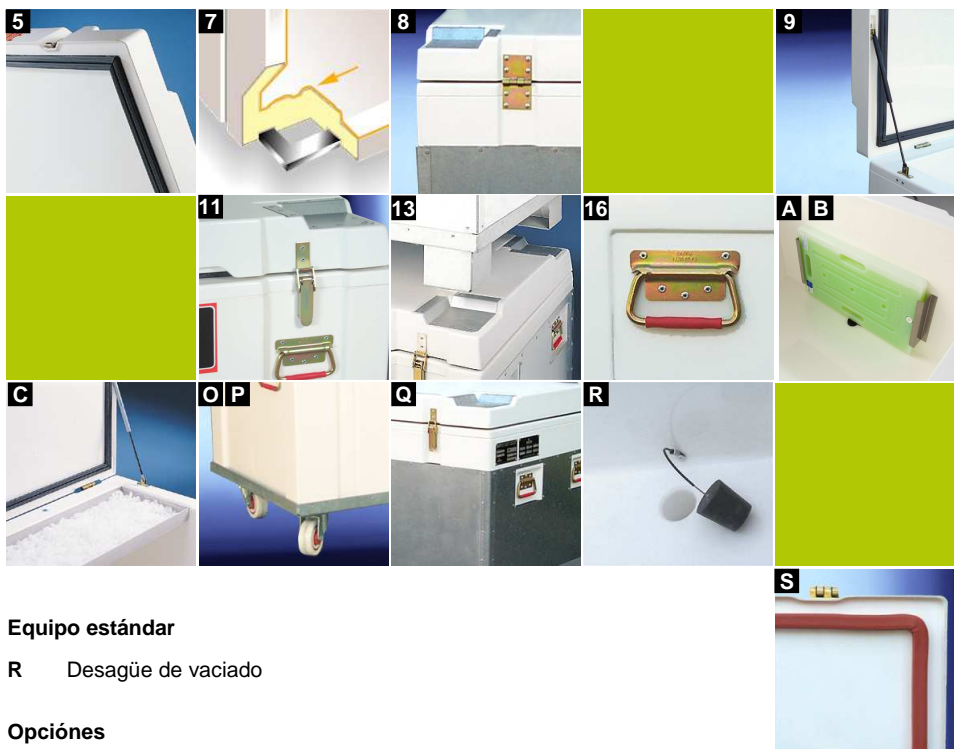 5 7 8 9
11 13 16 A B
C O P Q R
S
Equipo estándar
R Desagüe de vaciado
Opciónes